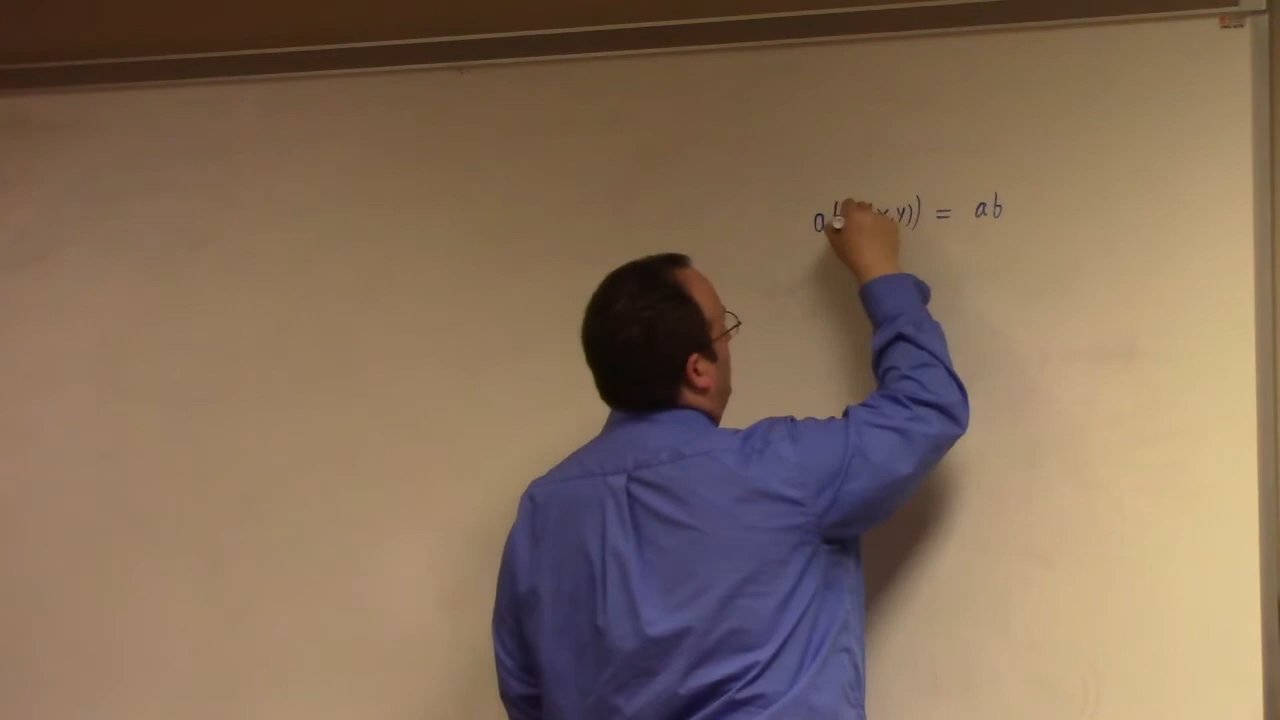 a (x,y)) = ab